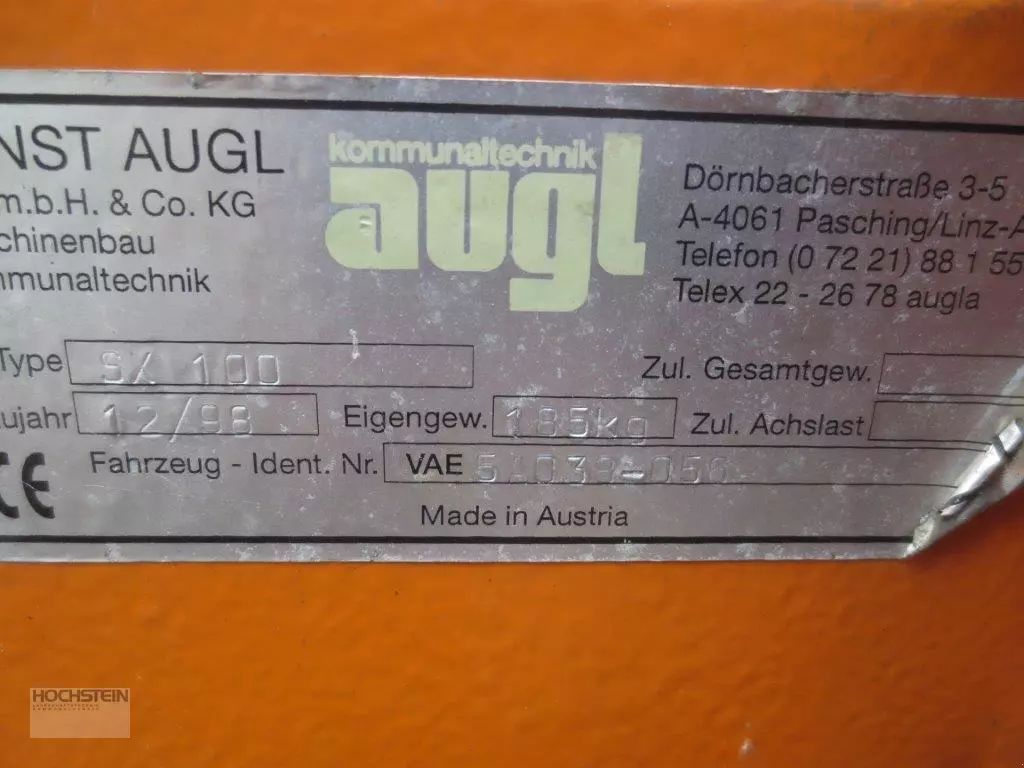 NST AUGL
m.b.H. & Co. KG
chinenbau
munaltechnik
kommunaltechnik
augl
Dörnbacherstraße 3-5
A-4061 Pasching/Linz-A
Telefon (0 72 21) 88 1 55
Telex 22 - 26 78 augla
Type SX 100
Zul. Gesamtgew.
ujahr 12/98 Eigengew. 185kg Zul. Achslast
CE Fahrzeug - Ident. Nr. VAE
Made in Austria
HOCHSTEIN